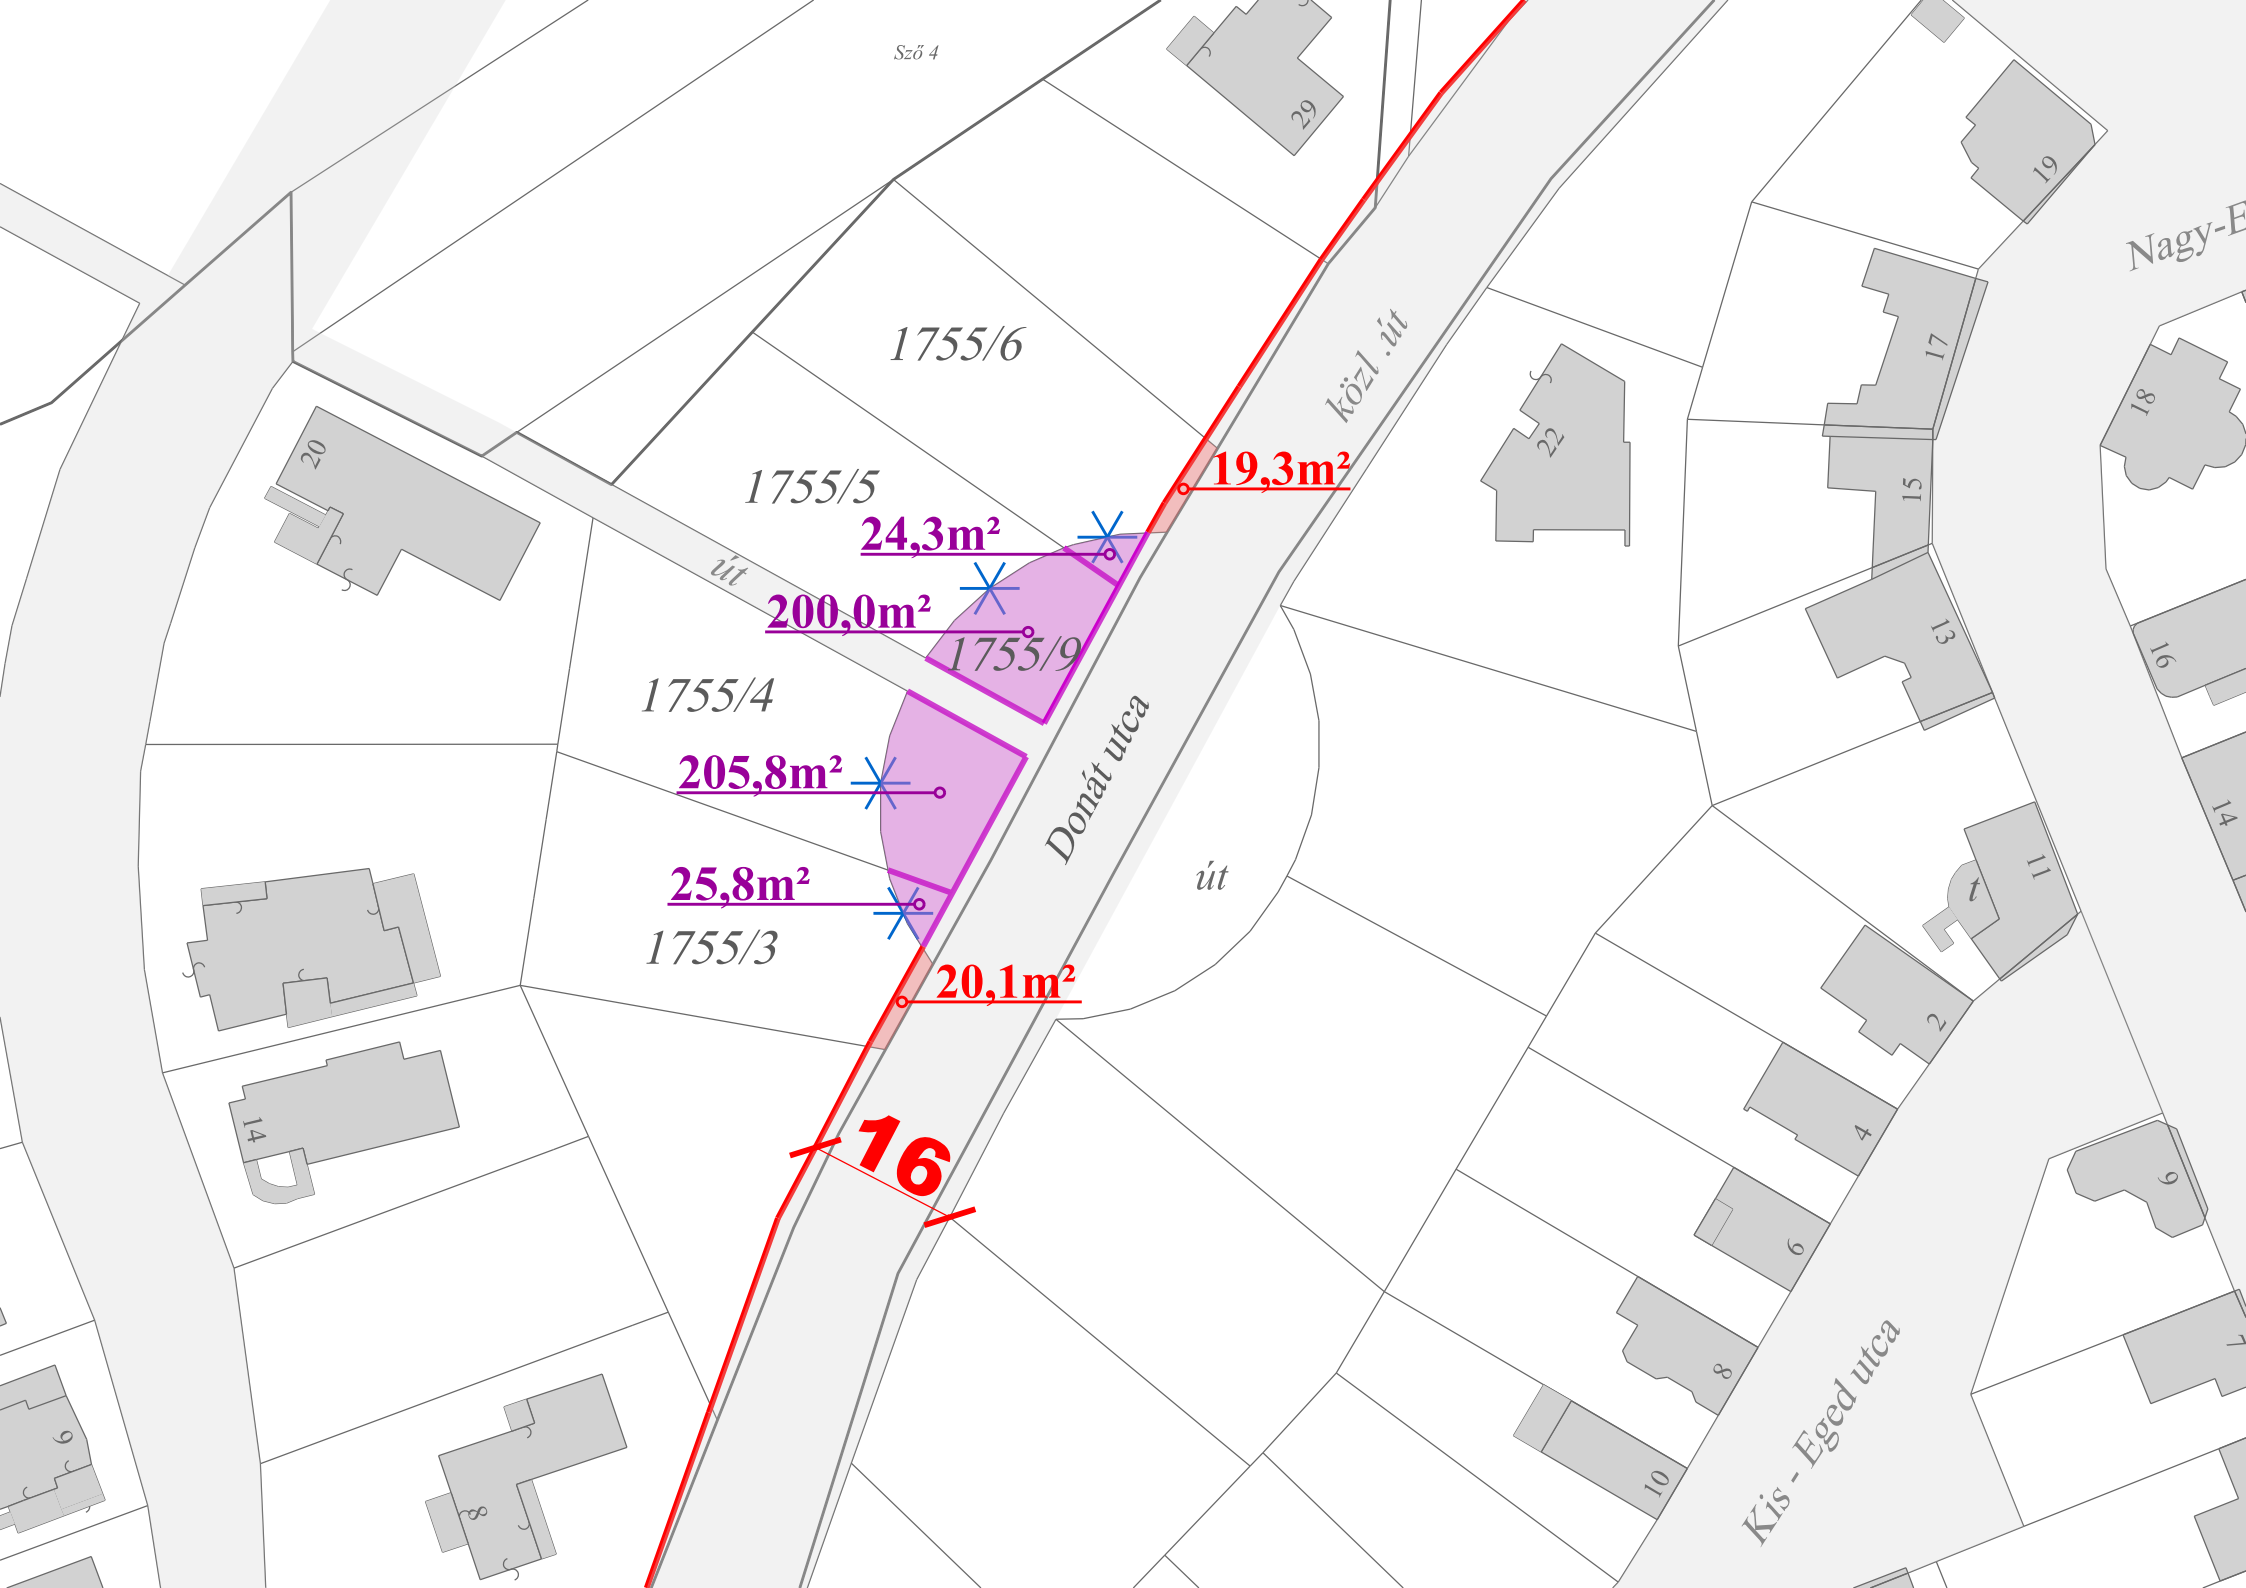 Sző 4
29
19
Nagy-E
1755/6
közl .út
17
18
20
22
19,3m²
15
1755/5
24,3m²
út
200,0m²
1755/9
13
16
1755/4
205,8m²
Donát utca
14
25,8m²
út
11
t
1755/3
20,1m²
2
14
16
4
9
6
7
8
Kis - Eged utca
9
10
8